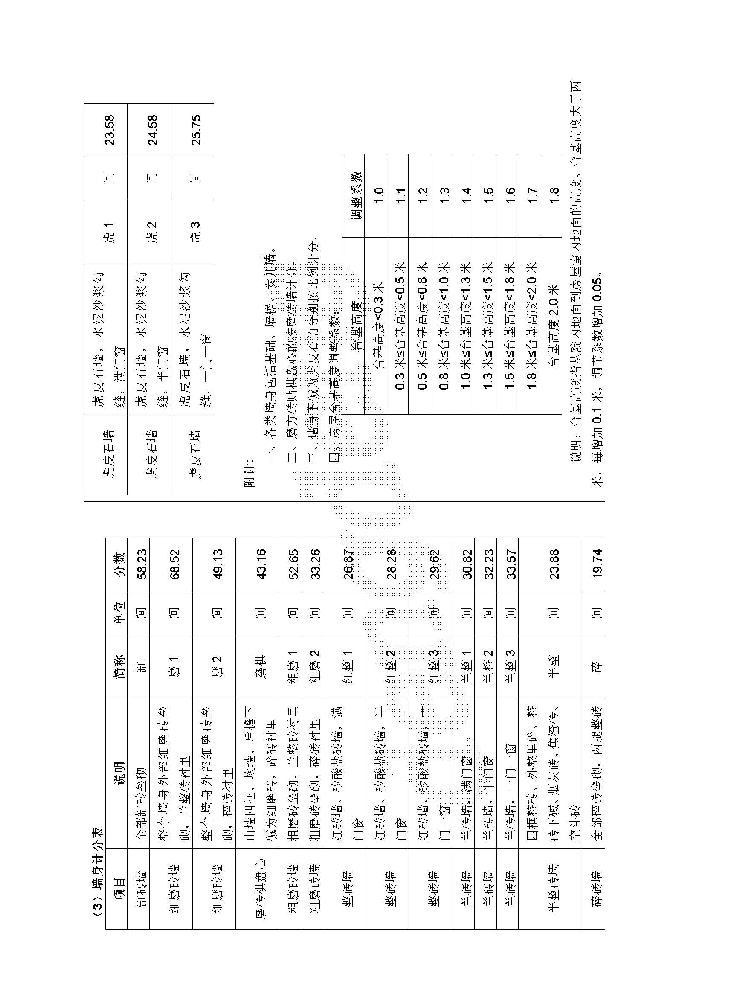 （3）墙身计分表
项目 说明 简称 单位 分数
缸砖墙 全部缸砖垒砌 缸 间 58.23
细磨砖墙 整个墙身外部细磨砖垒
砌，兰整砖衬里 磨 1 间 68.52
细磨砖墙 整个墙身外部细磨砖垒
砌，碎砖衬里 磨 2 间 49.13
磨砖棋盘心 山墙四框、坎墙、后檐下
碱为细磨砖，碎砖衬里 磨棋 间 43.16
粗磨砖墙 粗磨砖垒砌，兰整砖衬里 粗磨 1 间 52.65
粗磨砖墙 粗磨砖垒砌，碎砖衬里 粗磨 2 间 33.26
整砖墙 红砖墙、矽酸盐砖墙，满
门窗 红整 1 间 26.87
整砖墙 红砖墙、矽酸盐砖墙，半
门窗 红整 2 间 28.28
整砖墙 红砖墙、矽酸盐砖墙，一
门一窗 红整 3 间 29.62
兰砖墙 兰砖墙，满门窗 兰整 1 间 30.82
兰砖墙 兰砖墙，半门窗 兰整 2 间 32.23
兰砖墙 兰砖墙，一门一窗 兰整 3 间 33.57
半整砖墙 四框整砖、外整里碎、整
砖下碱、烟灰砖、焦渣砖、
空斗砖 半整 间 23.88
碎砖墙 全部碎砖垒砌，两腿整砖 碎 间 19.74
虎皮石墙 虎皮石墙，水泥沙浆勾
缝，满门窗 虎 1 间 23.58
虎皮石墙 虎皮石墙，水泥沙浆勾
缝，半门窗 虎 2 间 24.58
虎皮石墙 虎皮石墙，水泥沙浆勾
缝，一门一窗 虎 3 间 25.75
附计：
一、各类墙身包括基础、墙檐、女儿墙。
二、磨方砖贴棋盘心的按磨砖墙计分。
三、墙身下碱为虎皮石的分别按比例计分。
四、房屋台基高度调整系数：
台基高度 调整系数
台基高度<0.3 米 1.0
0.3 米≤台基高度<0.5 米 1.1
0.5 米≤台基高度<0.8 米 1.2
0.8 米≤台基高度<1.0 米 1.3
1.0 米≤台基高度<1.3 米 1.4
1.3 米≤台基高度<1.5 米 1.5
1.5 米≤台基高度<1.8 米 1.6
1.8 米≤台基高度<2.0 米 1.7
台基高度 2.0 米 1.8
说明：台基高度指从院内地面到房屋室内地面的高度。台基高度大于两
米，每增加 0.1 米，调节系数增加 0.05。